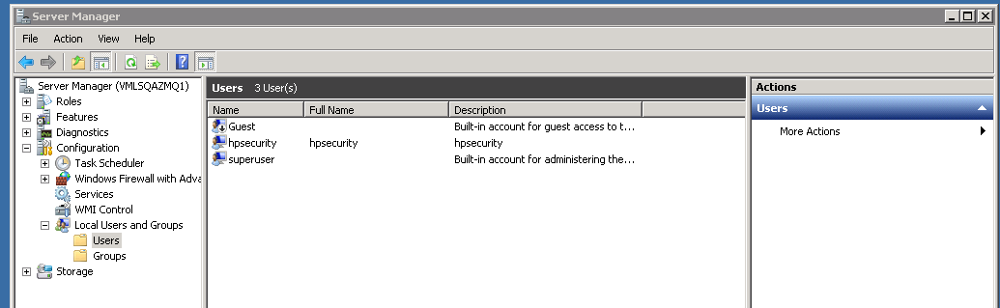 Server Manager
File Action View Help
Server Manager (VMLSQAZMQ1)
Roles
Features
Diagnostics
Configuration
Task Scheduler
Windows Firewall with Adva
Services
WMI Control
Local Users and Groups
Users
Groups
Storage
Users 3 User(s)
Name Full Name Description
Guest Built-in account for guest access to t...
hpsecurity hpsecurity hpsecurity
superuser Built-in account for administering the...
Actions
Users
More Actions